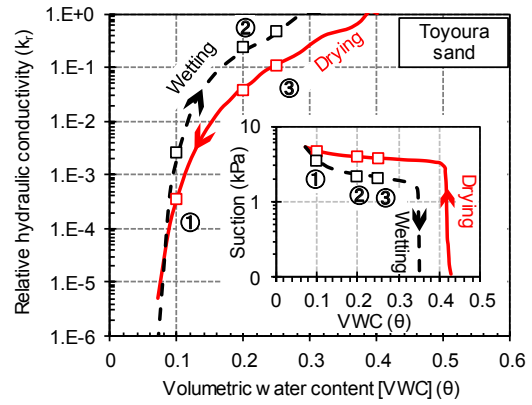 Relative hydraulic conductivity (kᵣ)
1.E+0
1.E-1
1.E-2
1.E-3
1.E-4
1.E-5
1.E-6
0
0.1
0.2
0.3
0.4
0.5
0.6
Volumetric water content [VWC] (θ)
Toyoura
sand
Wetting
Drying
②
③
①
Suction (kPa)
10
1
0
0
0.1
0.2
0.3
0.4
0.5
VWC (θ)
①
②
③
Wetting
Drying